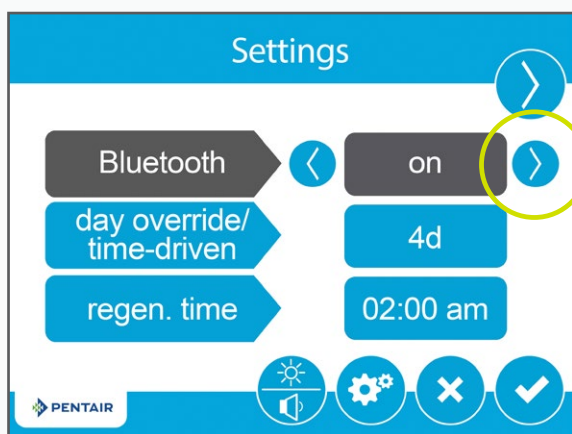 Settings
Bluetooth
on
day override/
time-driven
4d
regen. time
02:00 am
PENTAIR